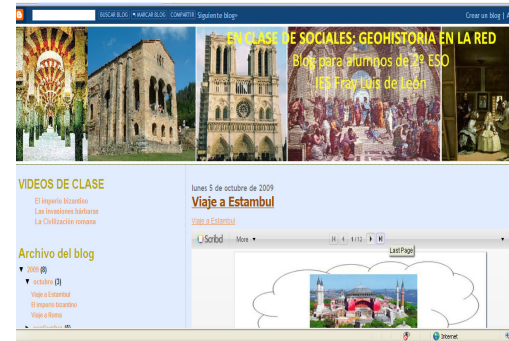 BUSCAR BLOG MARCAR BLOG COMPARTIR Siguiente blog» Crear un blog
EN CLASE DE SOCIALES: GEOHISTORIA EN LA RED
Blog para alumnos de 2º ESO
IES Fray Luis de León
VIDEOS DE CLASE
El imperio bizantino
Las invasiones bárbaras
La Civilización romana
Archivo del blog
▼ 2009 (8)
▼ octubre (3)
Viaje a Estambul
El imperio bizantino
Viaje a Roma
lunes 5 de octubre de 2009
Viaje a Estambul
Viaje a Estambul
Scribd More ▾ 1/12
Last Page
Internet